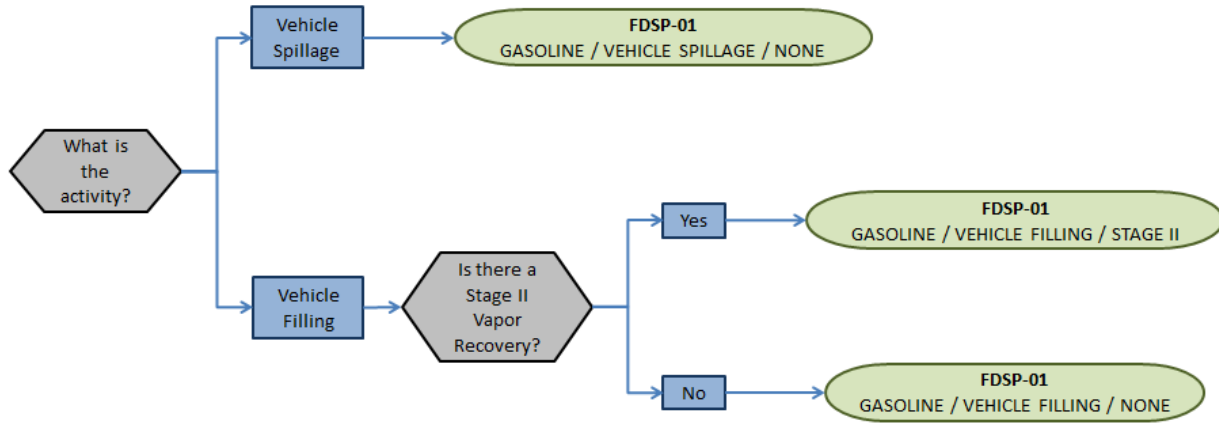 Vehicle
Spillage
FDSP-01
GASOLINE / VEHICLE SPILLAGE / NONE
What is
the
activity?
Yes
FDSP-01
GASOLINE / VEHICLE FILLING / STAGE II
Vehicle
Filling
Is there a
Stage II
Vapor
Recovery?
No
FDSP-01
GASOLINE / VEHICLE FILLING / NONE